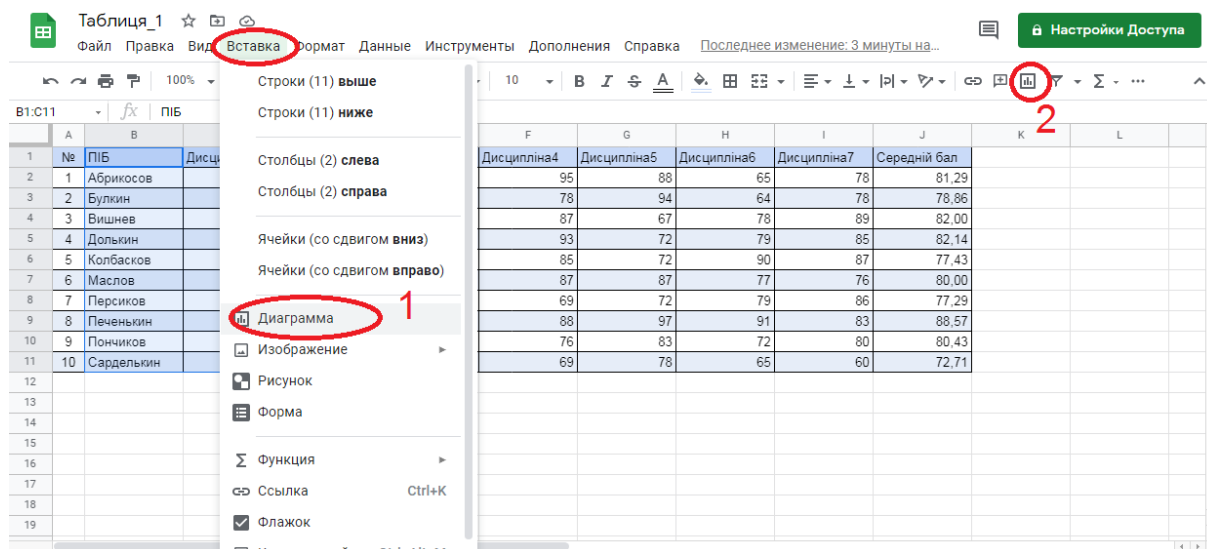 Таблиця_1
Файл Правка Вид Вставка Формат Данные Инструменты Дополнения Справка Последнее изменение: 3 минуты на...
Настройки Доступа
100% 10 B I S A
B1:C11 fx ПІБ
2
A B F G H I J K L
1 № ПІБ Дисци Дисципліна4 Дисципліна5 Дисципліна6 Дисципліна7 Середній бал
2 1 Абрикосов 95 88 65 78 81,29
3 2 Булкин 78 94 64 78 78,86
4 3 Вишнев 87 67 78 89 82,00
5 4 Долькин 93 72 79 85 82,14
6 5 Колбасков 85 72 90 87 77,43
7 6 Маслов 87 87 77 76 80,00
8 7 Персиков 69 72 79 86 77,29
9 8 Печенькин 88 97 91 83 88,57
10 9 Пончиков 76 83 72 80 80,43
11 10 Сарделькин 69 78 65 60 72,71
12
13
14
15
16
17
18
19
Строки (11) выше
Строки (11) ниже
Столбцы (2) слева
Столбцы (2) справа
Ячейки (со сдвигом вниз)
Ячейки (со сдвигом вправо)
Диаграмма 1
Изображение
Рисунок
Форма
Σ Функция
Ссылка Ctrl+K
Флажок